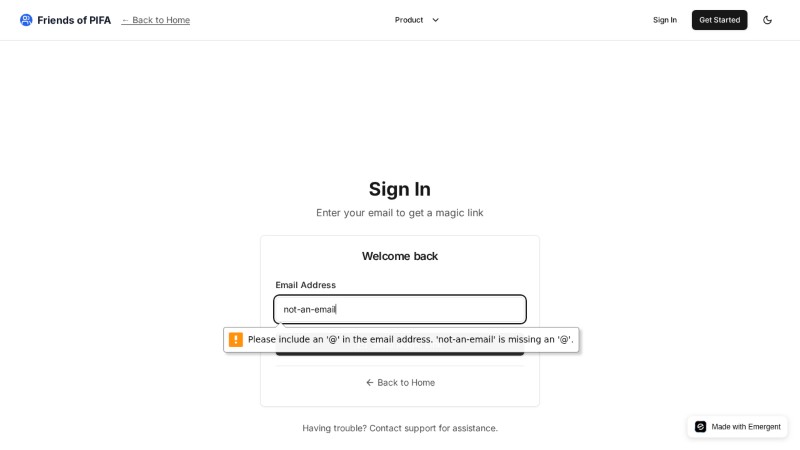 Friends of PIFA
← Back to Home
Product
Sign In
Get Started
Sign In
Enter your email to get a magic link
Welcome back
Email Address
not-an-email
Please include an '@' in the email address. 'not-an-email' is missing an '@'.
← Back to Home
Having trouble? Contact support for assistance.
Made with Emergent